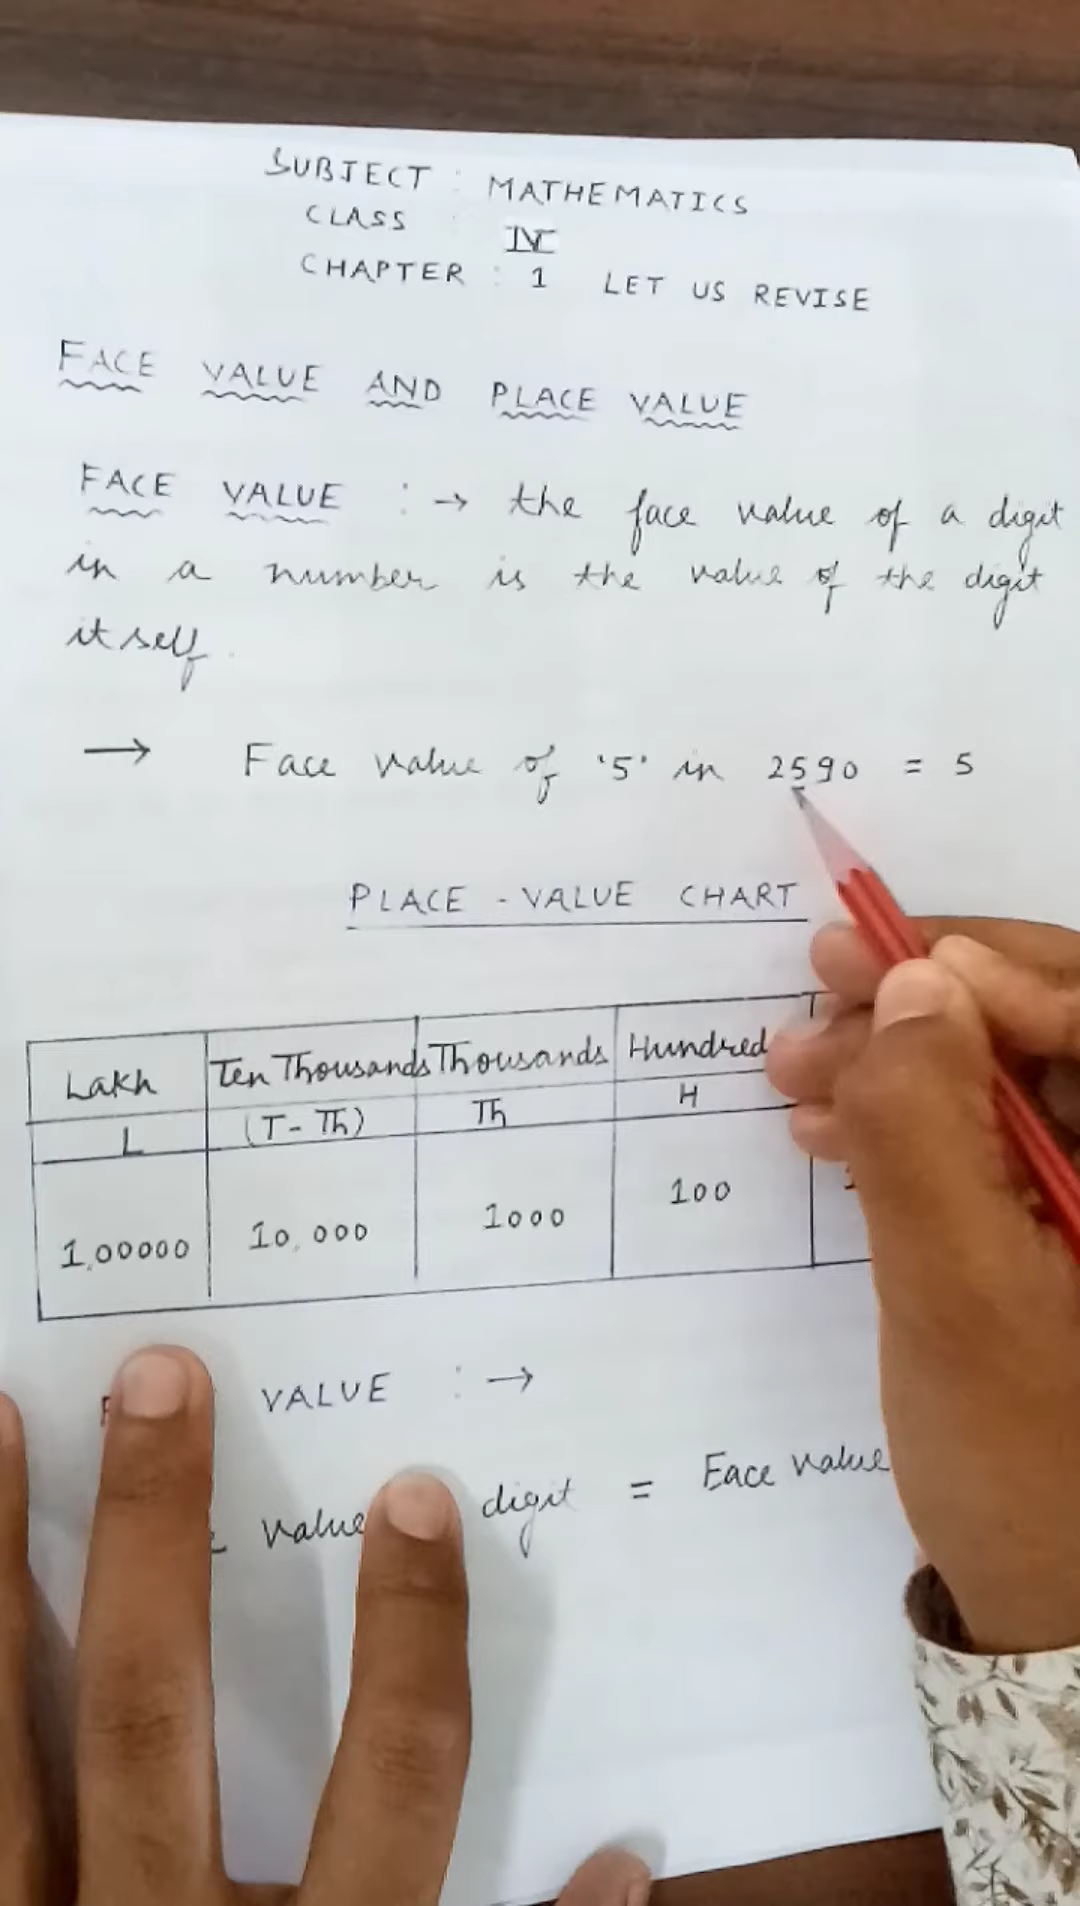 SUBJECT : MATHEMATICS
CLASS : IV
CHAPTER : 1 LET US REVISE
FACE VALUE AND PLACE VALUE
FACE VALUE :→ the face value of a digit
in a number is the value of the digit
itself.
→ Face value of '5' in 2590 = 5
PLACE - VALUE CHART
Lakh Ten Thousands Thousands Hundred
L (T-Th) Th H
1,00000 10,000 1000 100
VALUE :→
value digit = Face value